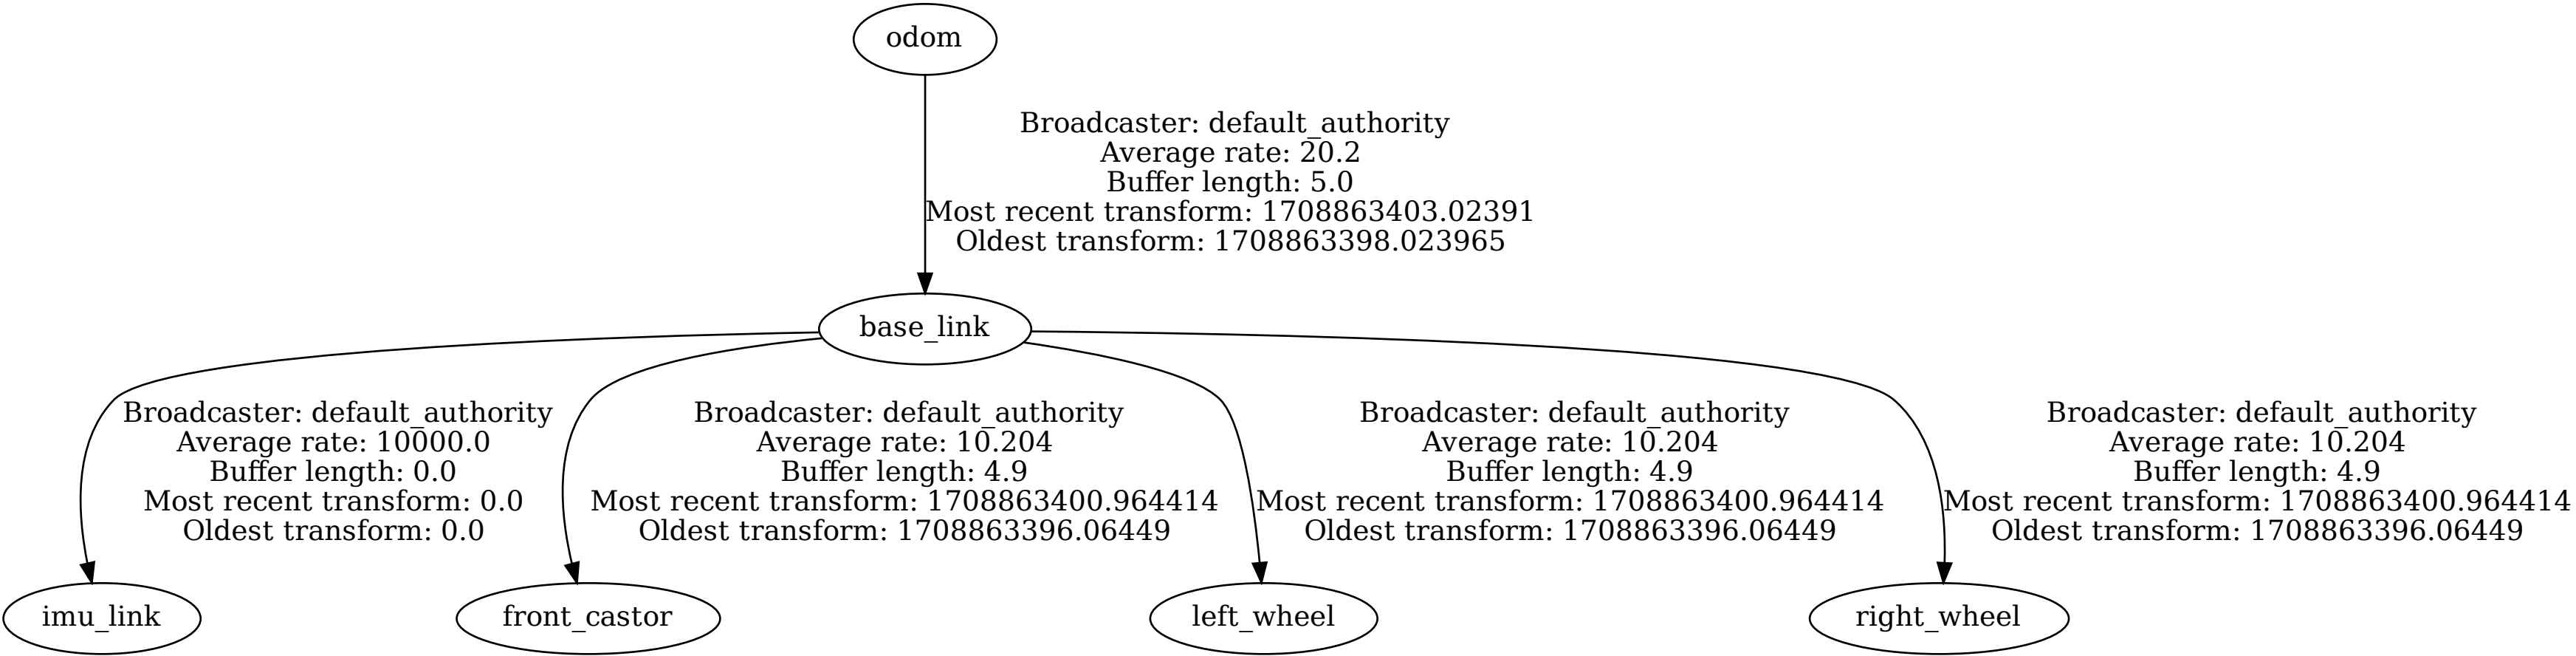 odom
Broadcaster: default_authority
Average rate: 20.2
Buffer length: 5.0
Most recent transform: 1708863403.02391
Oldest transform: 1708863398.023965
base_link
Broadcaster: default_authority
Average rate: 10000.0
Buffer length: 0.0
Most recent transform: 0.0
Oldest transform: 0.0
Broadcaster: default_authority
Average rate: 10.204
Buffer length: 4.9
Most recent transform: 1708863400.964414
Oldest transform: 1708863396.06449
Broadcaster: default_authority
Average rate: 10.204
Buffer length: 4.9
Most recent transform: 1708863400.964414
Oldest transform: 1708863396.06449
Broadcaster: default_authority
Average rate: 10.204
Buffer length: 4.9
Most recent transform: 1708863400.964414
Oldest transform: 1708863396.06449
imu_link
front_castor
left_wheel
right_wheel